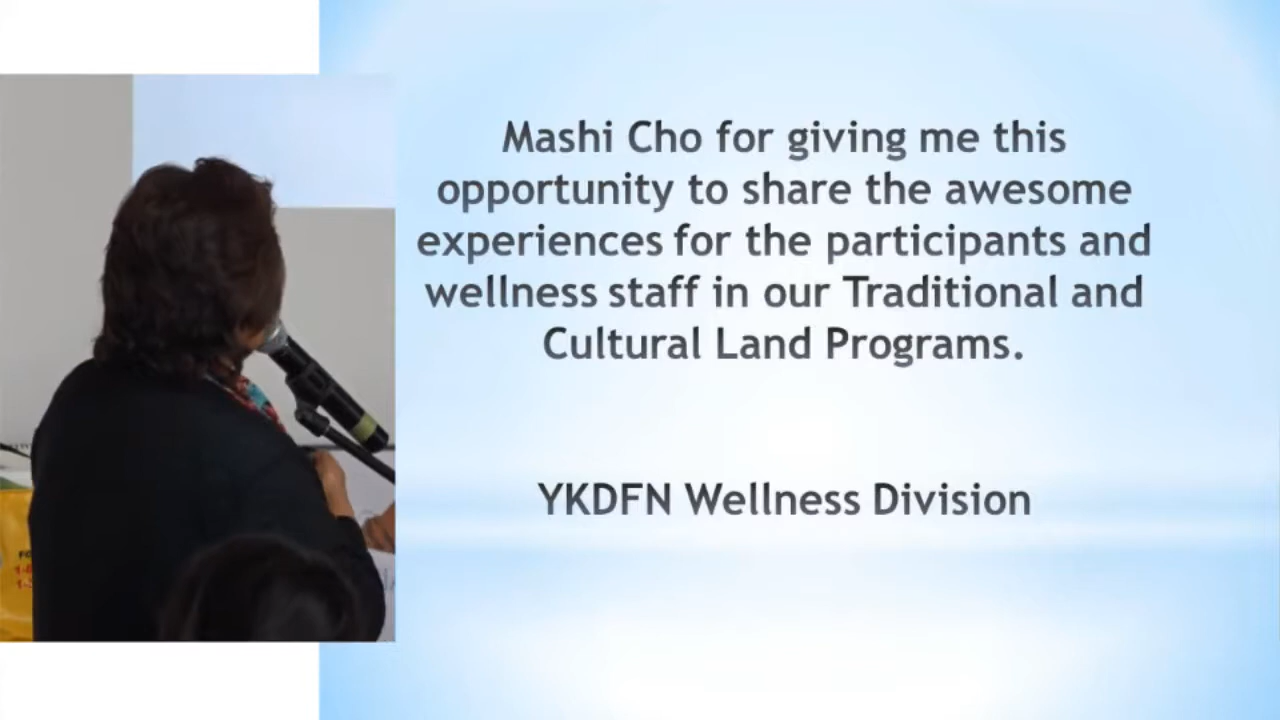 Mashi Cho for giving me this
opportunity to share the awesome
experiences for the participants and
wellness staff in our Traditional and
Cultural Land Programs.
YKDFN Wellness Division